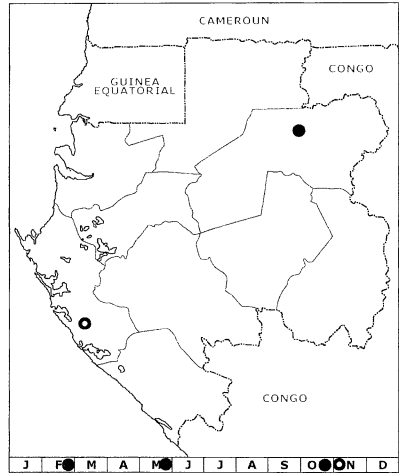 CAMEROUN
GUINEA
EQUATORIAL
CONGO
CONGO
J F M A M J J A S O N D